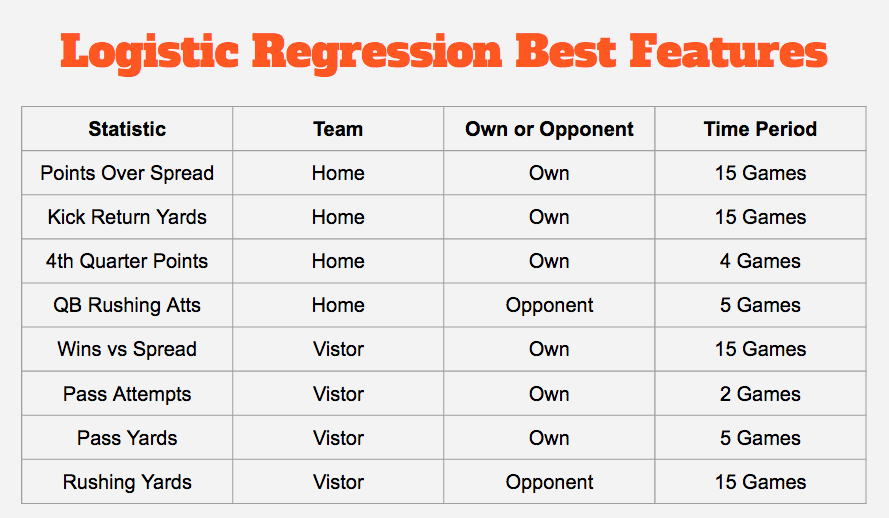 Logistic Regression Best Features
Statistic Team Own or Opponent Time Period
Points Over Spread Home Own 15 Games
Kick Return Yards Home Own 15 Games
4th Quarter Points Home Own 4 Games
QB Rushing Atts Home Opponent 5 Games
Wins vs Spread Vistor Own 15 Games
Pass Attempts Vistor Own 2 Games
Pass Yards Vistor Own 5 Games
Rushing Yards Vistor Opponent 15 Games